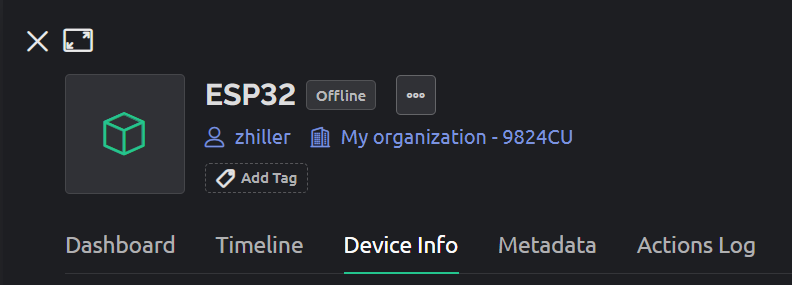 ESP32 Offline
zhiller My organization - 9824CU
Add Tag
Dashboard Timeline Device Info Metadata Actions Log